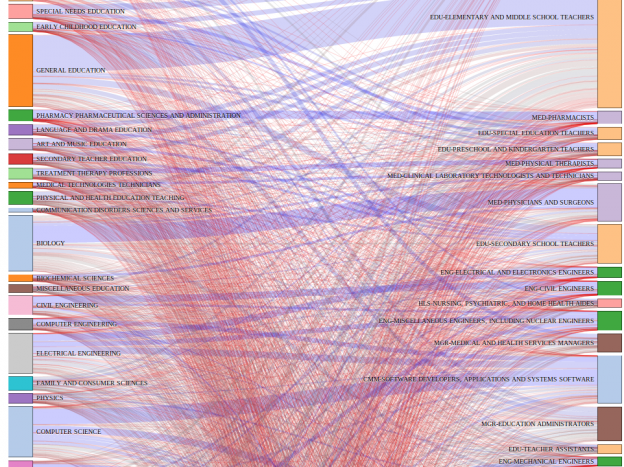 SPECIAL NEEDS EDUCATION
EARLY CHILDHOOD EDUCATION
GENERAL EDUCATION
PHARMACY PHARMACEUTICAL SCIENCES AND ADMINISTRATION
LANGUAGE AND DRAMA EDUCATION
ART AND MUSIC EDUCATION
SECONDARY TEACHER EDUCATION
TREATMENT THERAPY PROFESSIONS
MEDICAL TECHNOLOGIES TECHNICIANS
PHYSICAL AND HEALTH EDUCATION TEACHING
COMMUNICATION DISORDERS SCIENCES AND SERVICES
BIOLOGY
BIOCHEMICAL SCIENCES
MISCELLANEOUS EDUCATION
CIVIL ENGINEERING
COMPUTER ENGINEERING
ELECTRICAL ENGINEERING
FAMILY AND CONSUMER SCIENCES
PHYSICS
COMPUTER SCIENCE
EDU-ELEMENTARY AND MIDDLE SCHOOL TEACHERS
MED-PHARMACISTS
EDU-SPECIAL EDUCATION TEACHERS
EDU-PRESCHOOL AND KINDERGARTEN TEACHERS
MED-PHYSICAL THERAPISTS
MED-CLINICAL LABORATORY TECHNOLOGISTS AND TECHNICIANS
MED-PHYSICIANS AND SURGEONS
EDU-SECONDARY SCHOOL TEACHERS
ENG-ELECTRICAL AND ELECTRONICS ENGINEERS
ENG-CIVIL ENGINEERS
HLS-NURSING, PSYCHIATRIC, AND HOME HEALTH AIDES
ENG-MISCELLANEOUS ENGINEERS, INCLUDING NUCLEAR ENGINEERS
MGR-MEDICAL AND HEALTH SERVICES MANAGERS
CMM-SOFTWARE DEVELOPERS, APPLICATIONS AND SYSTEMS SOFTWARE
MGR-EDUCATION ADMINISTRATORS
EDU-TEACHER ASSISTANTS
ENG-MECHANICAL ENGINEERS